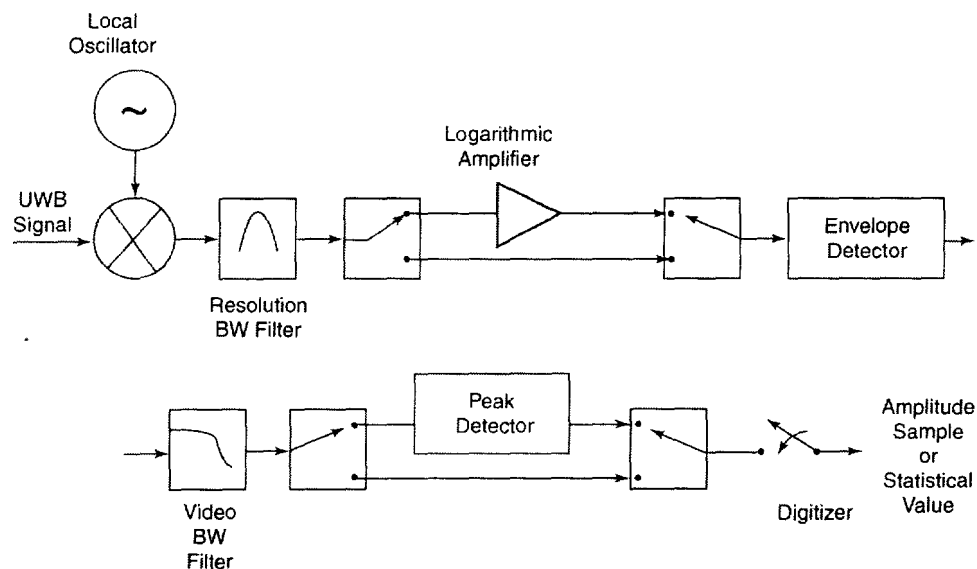 Local
Oscillator
~
Logarithmic
Amplifier
UWB
Signal
Envelope
Detector
Resolution
BW Filter
Peak
Detector
Amplitude
Sample
or
Statistical
Value
Video
BW
Filter
Digitizer